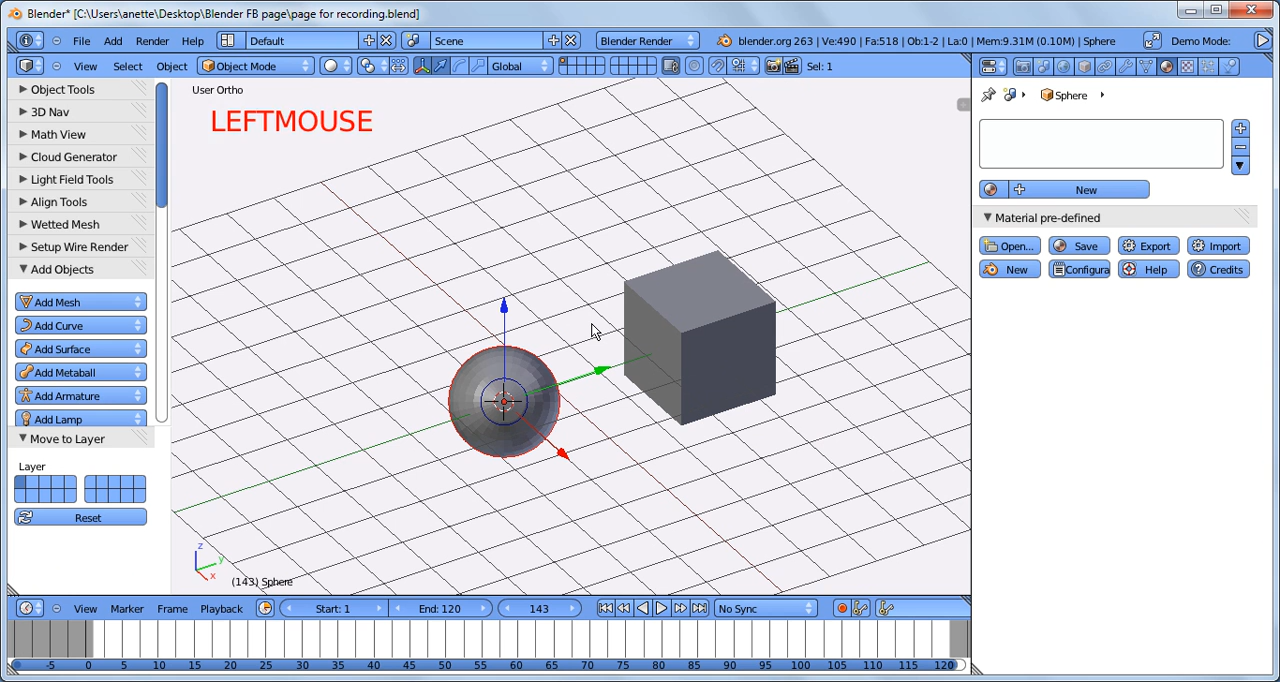 Blender* [C:\Users\anette\Desktop\Blender FB page\page for recording.blend]
File Add Render Help Default Scene Blender Render blender.org 263 | Ve:490 | Fa:518 | Ob:1-2 | La:0 | Mem:9.31M (0.10M) | Sphere Demo Mode:
View Select Object Object Mode Global Sel: 1
Object Tools
3D Nav
Math View
Cloud Generator
Light Field Tools
Align Tools
Wetted Mesh
Setup Wire Render
Add Objects
Add Mesh
Add Curve
Add Surface
Add Metaball
Add Armature
Add Lamp
Move to Layer
Layer
Reset
User Ortho
LEFTMOUSE
z
y
x
(143) Sphere
Sphere
New
Material pre-defined
Open... Save Export Import
New Configura Help Credits
View Marker Frame Playback Start: 1 End: 120 143 No Sync
-5 0 5 10 15 20 25 30 35 40 45 50 55 60 65 70 75 80 85 90 95 100 105 110 115 120